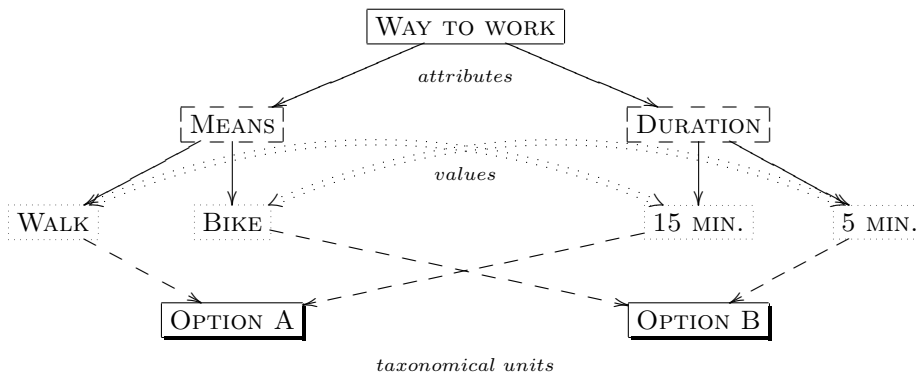 WAY TO WORK
attributes
MEANS DURATION
values
WALK BIKE 15 MIN. 5 MIN.
OPTION A OPTION B
taxonomical units